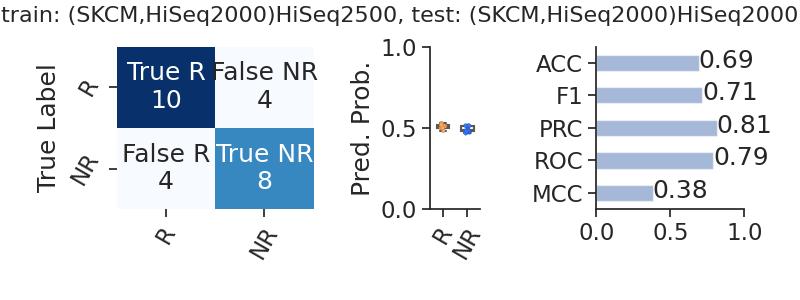 train: (SKCM,HiSeq2000)HiSeq2500, test: (SKCM,HiSeq2000)HiSeq2000
True Label
R
NR
True R
10
False NR
4
False R
4
True NR
8
R
NR
Pred. Prob.
1.0
0.5
0.0
R
NR
ACC
0.69
F1
0.71
PRC
0.81
ROC
0.79
MCC
0.38
0.0
0.5
1.0